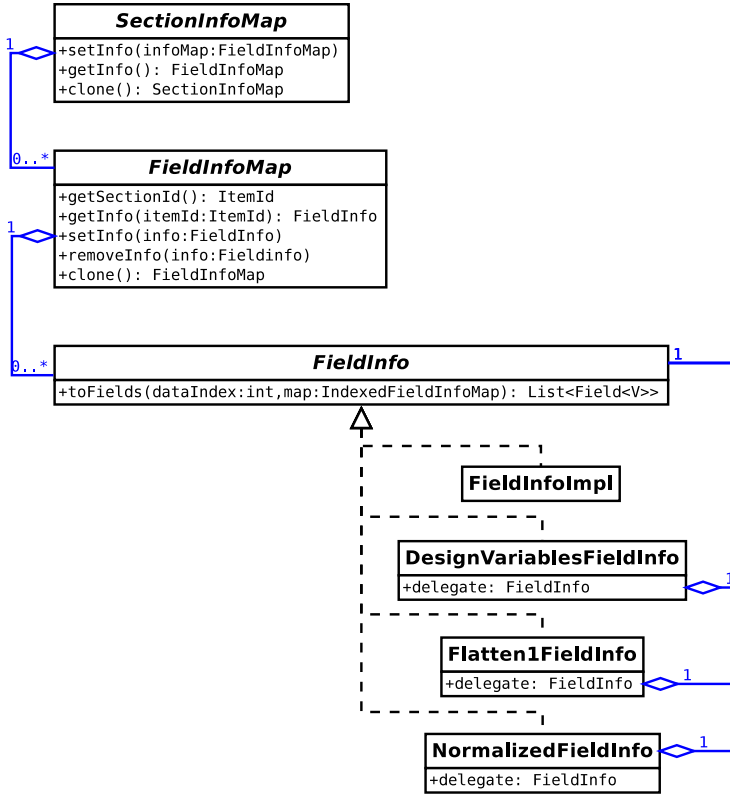 SectionInfoMap
1
+setInfo(infoMap:FieldInfoMap)
+getInfo(): FieldInfoMap
+clone(): SectionInfoMap
0..*
FieldInfoMap
+getSectionId(): ItemId
+getInfo(itemId:ItemId): FieldInfo
1
+setInfo(info:FieldInfo)
+removeInfo(info:Fieldinfo)
+clone(): FieldInfoMap
0..*
FieldInfo
1
+toFields(dataIndex:int,map:IndexedFieldInfoMap): List<Field<V>>
FieldInfoImpl
DesignVariablesFieldInfo
+delegate: FieldInfo
1
Flatten1FieldInfo
+delegate: FieldInfo
1
NormalizedFieldInfo
1
+delegate: FieldInfo